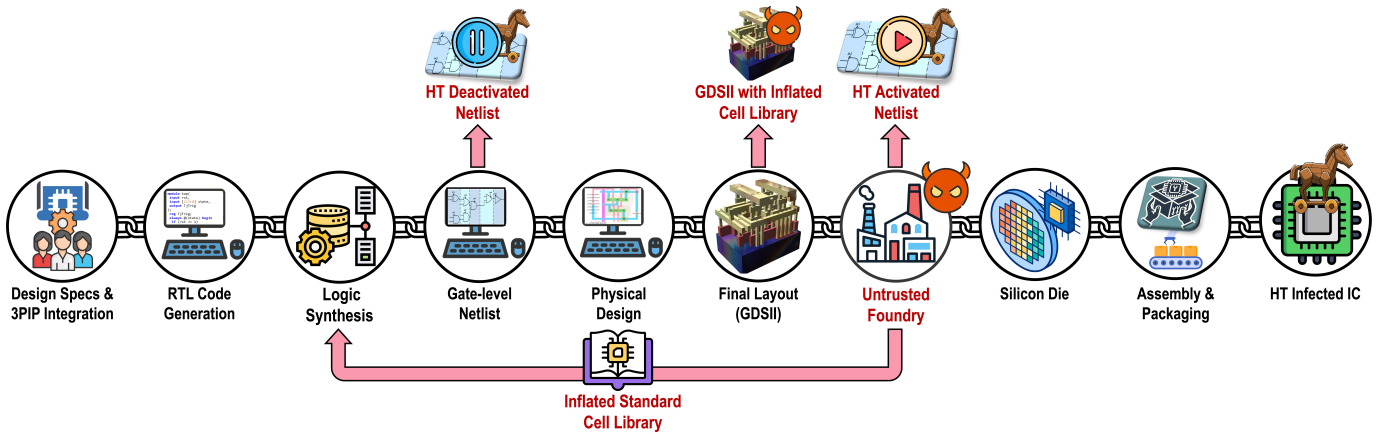 HT Deactivated
Netlist
GDSII with Inflated
Cell Library
HT Activated
Netlist
Design Specs &
3PIP Integration
RTL Code
Generation
Logic
Synthesis
Gate-level
Netlist
Physical
Design
Final Layout
(GDSII)
Untrusted
Foundry
Silicon Die
Assembly &
Packaging
HT Infected IC
Inflated Standard
Cell Library